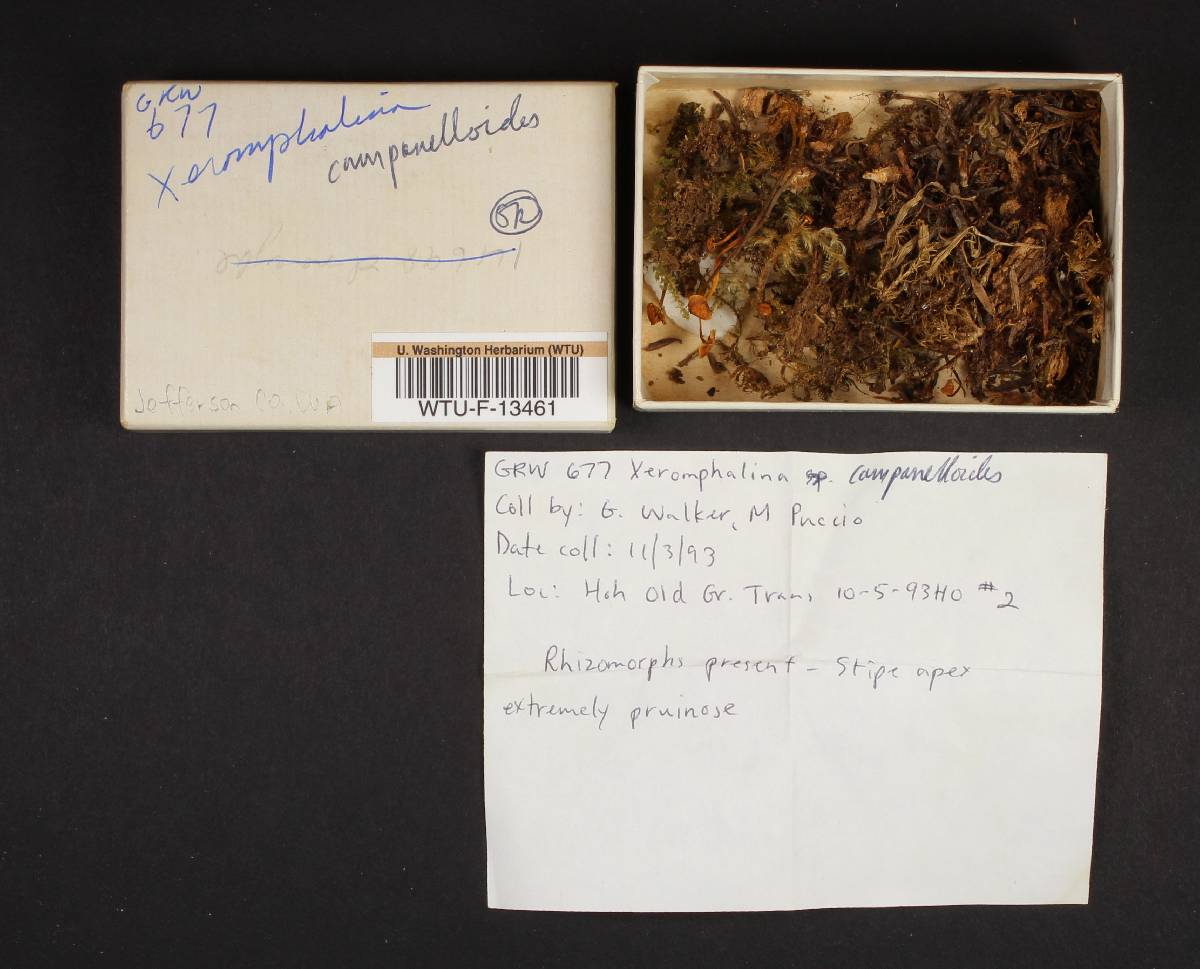 GRW
677
Xeromphalina
campanelloides
Jefferson Co. WA
U. Washington Herbarium (WTU)
WTU-F-13461
GRW 677 Xeromphalina sp. campanelloides
Coll by: G. Walker, M Puccio
Date coll: 11/3/93
Loc: Hoh Old Gr. Trans 10-5-93HO #2
Rhizomorphs present - Stipe apex
extremely pruinose